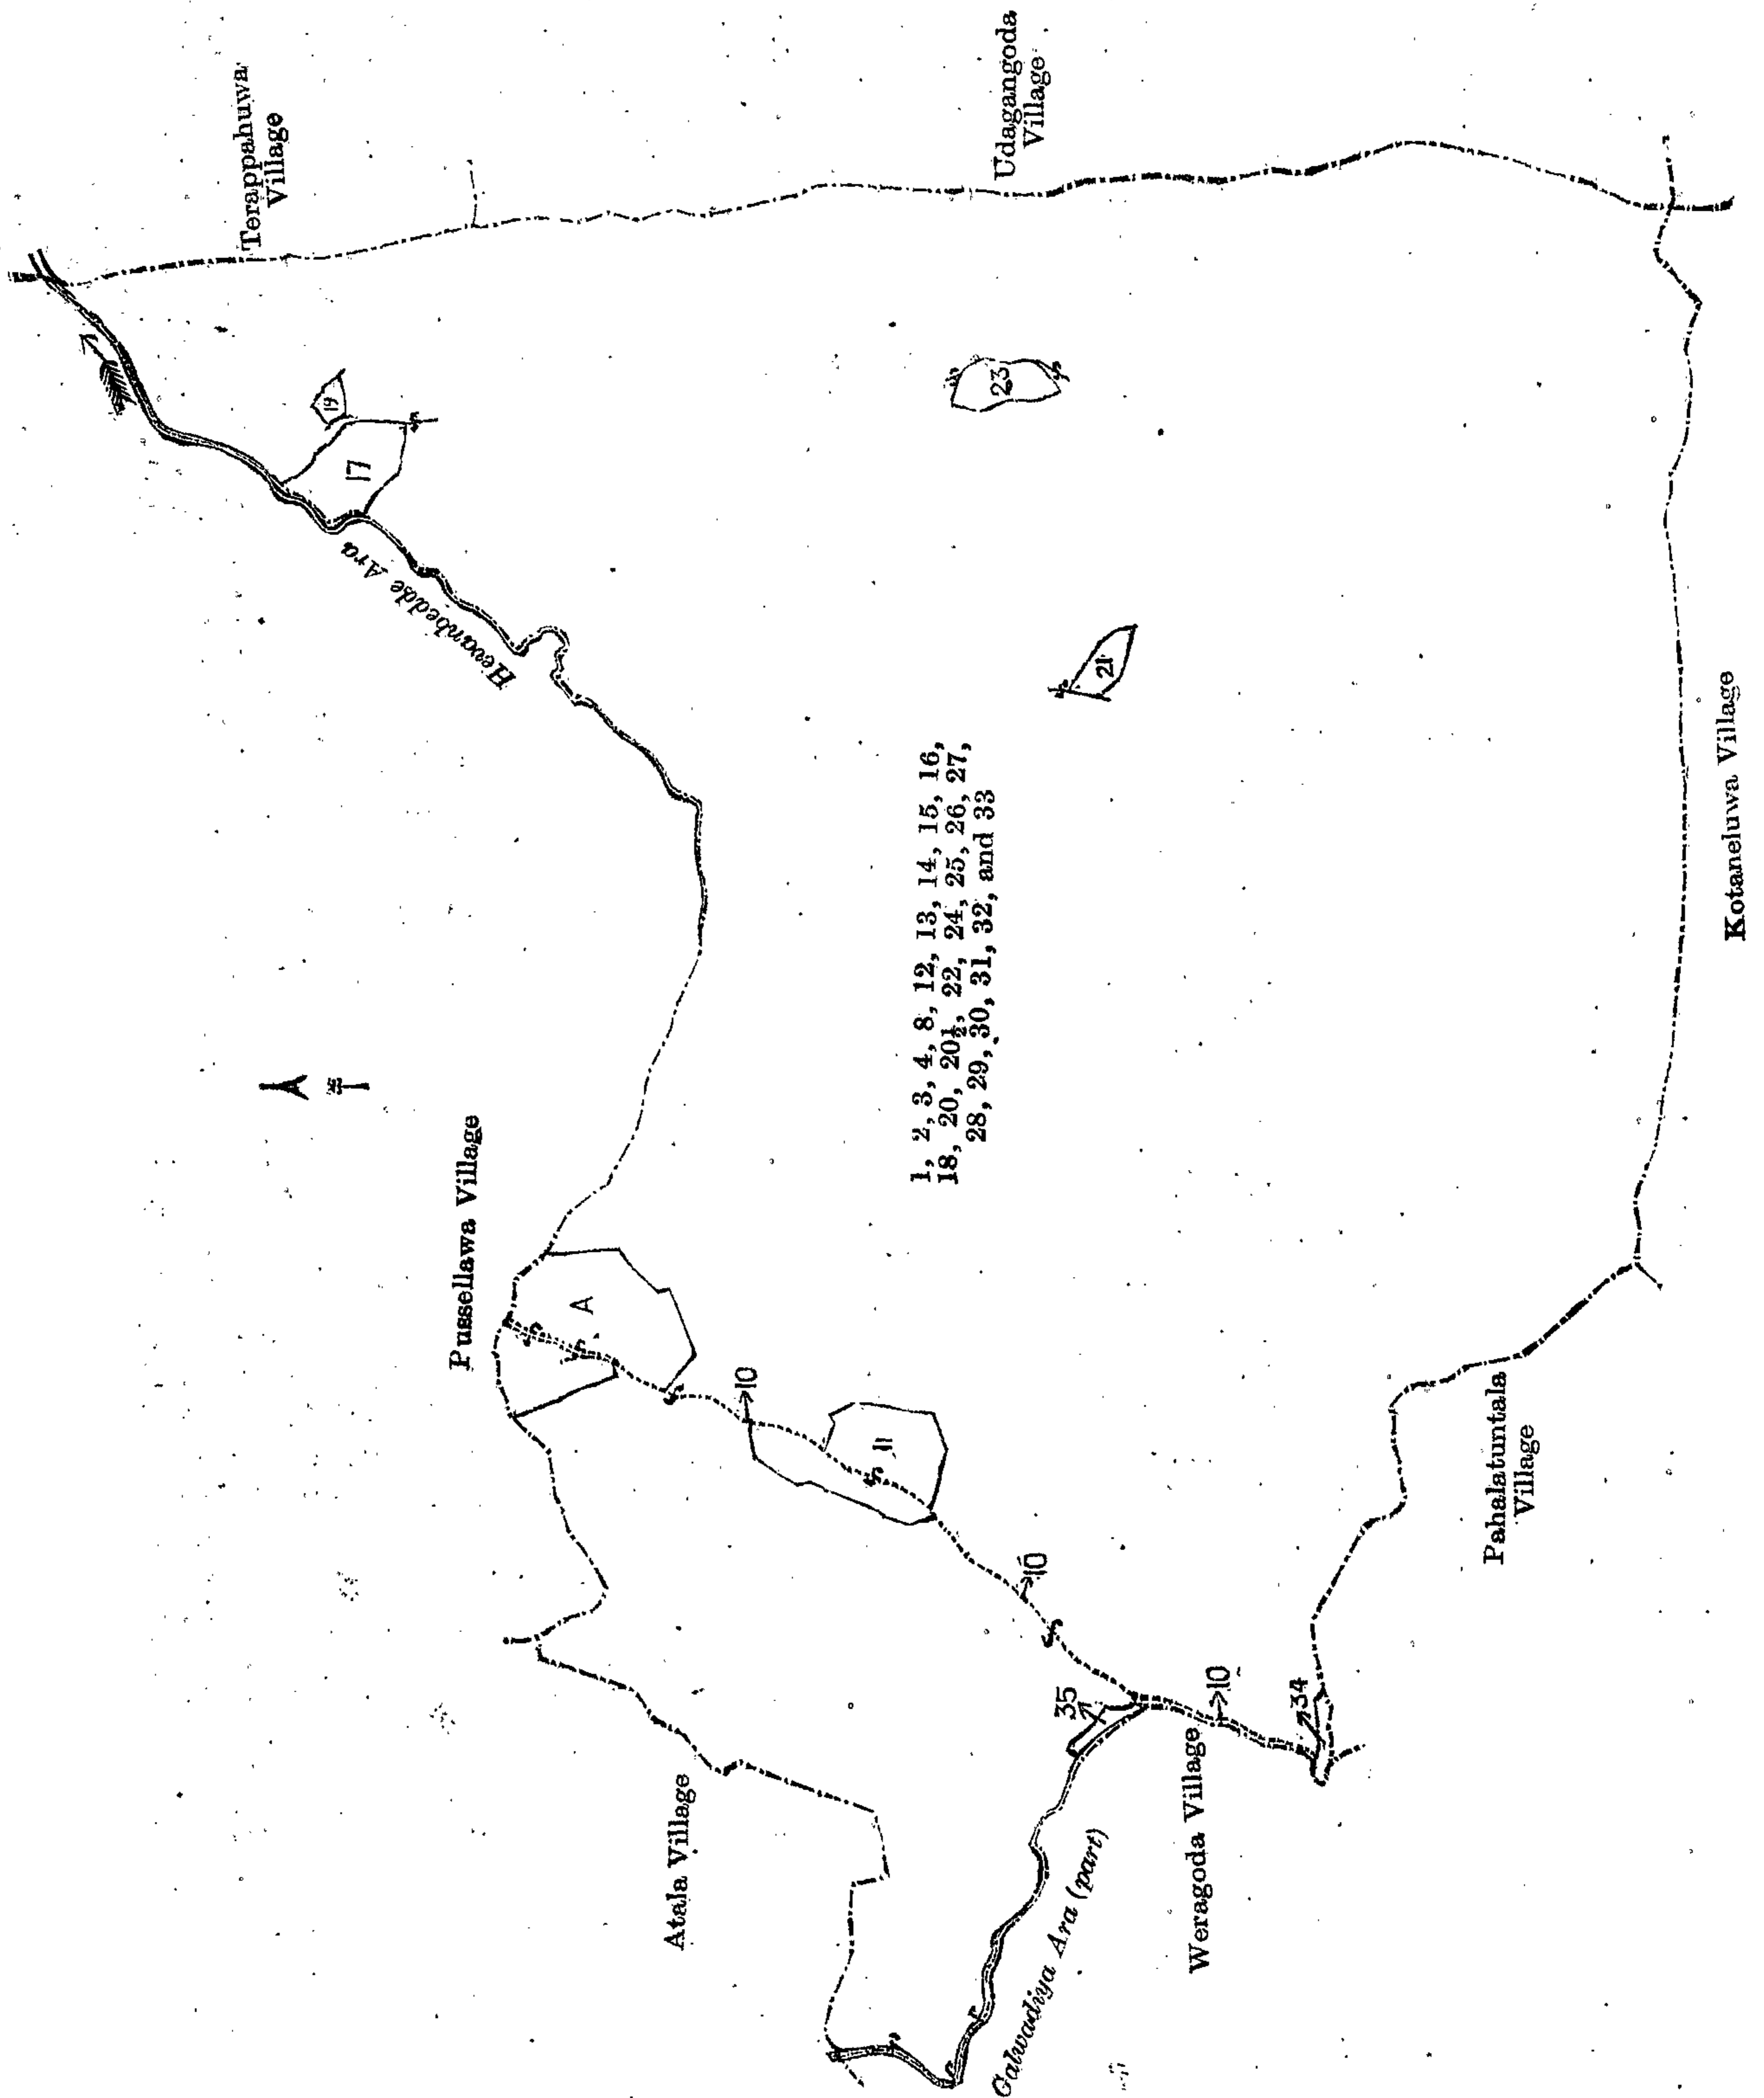 Terappahuwa
Village
Udagangoda
Village
19
17
Hevanbedde Ara
23
21
Pussellawa Village
A
1, 2, 3, 4, 8, 12, 13, 14, 15, 16,
18, 20, 20½, 22, 24, 25, 26, 27,
28, 29, 30, 31, 32, and 33
Kotaneluwa Village
10
11
10
Pahalatuntala
Village
Atala Village
35
10
34
Weragoda Village
Galwadiya Ara (part)